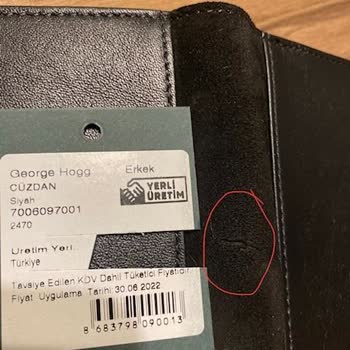 George Hogg Erkek
CÜZDAN
Siyah
7006097001
2470
YERLİ
ÜRETİM
Üretim Yeri
Türkiye
Tavsiye Edilen KDV Dahil Tüketici Fiyatıdır.
Fiyat Uygulama Tarihi:30.06.2022
8 683798 090013